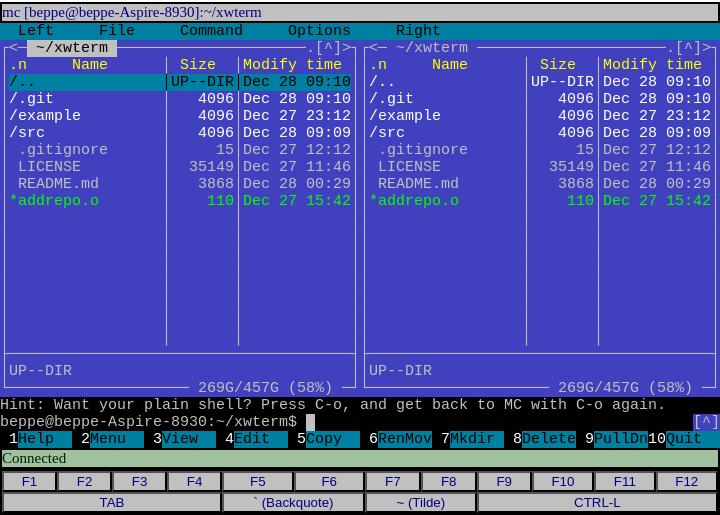 mc [beppe@beppe-Aspire-8930]:~/xwterm
Left File Command Options Right
<─ ~/xwterm ─.[^]>
<─ ~/xwterm ─.[^]>
.n Name Size Modify time .n Name Size Modify time
/.. UP--DIR Dec 28 09:10 /.. UP--DIR Dec 28 09:10
/.git 4096 Dec 28 09:10 /.git 4096 Dec 28 09:10
/example 4096 Dec 27 23:12 /example 4096 Dec 27 23:12
/src 4096 Dec 28 09:09 /src 4096 Dec 28 09:09
.gitignore 15 Dec 27 12:12 .gitignore 15 Dec 27 12:12
LICENSE 35149 Dec 27 11:46 LICENSE 35149 Dec 27 11:46
README.md 3868 Dec 28 00:29 README.md 3868 Dec 28 00:29
*addrepo.o 110 Dec 27 15:42 *addrepo.o 110 Dec 27 15:42
UP--DIR UP--DIR
269G/457G (58%) 269G/457G (58%)
Hint: Want your plain shell? Press C-o, and get back to MC with C-o again.
beppe@beppe-Aspire-8930:~/xwterm$ [^]
1Help 2Menu 3View 4Edit 5Copy 6RenMov 7Mkdir 8Delete 9PullDn 10Quit
Connected
F1 F2 F3 F4 F5 F6 F7 F8 F9 F10 F11 F12
TAB ` (Backquote) ~ (Tilde) CTRL-L